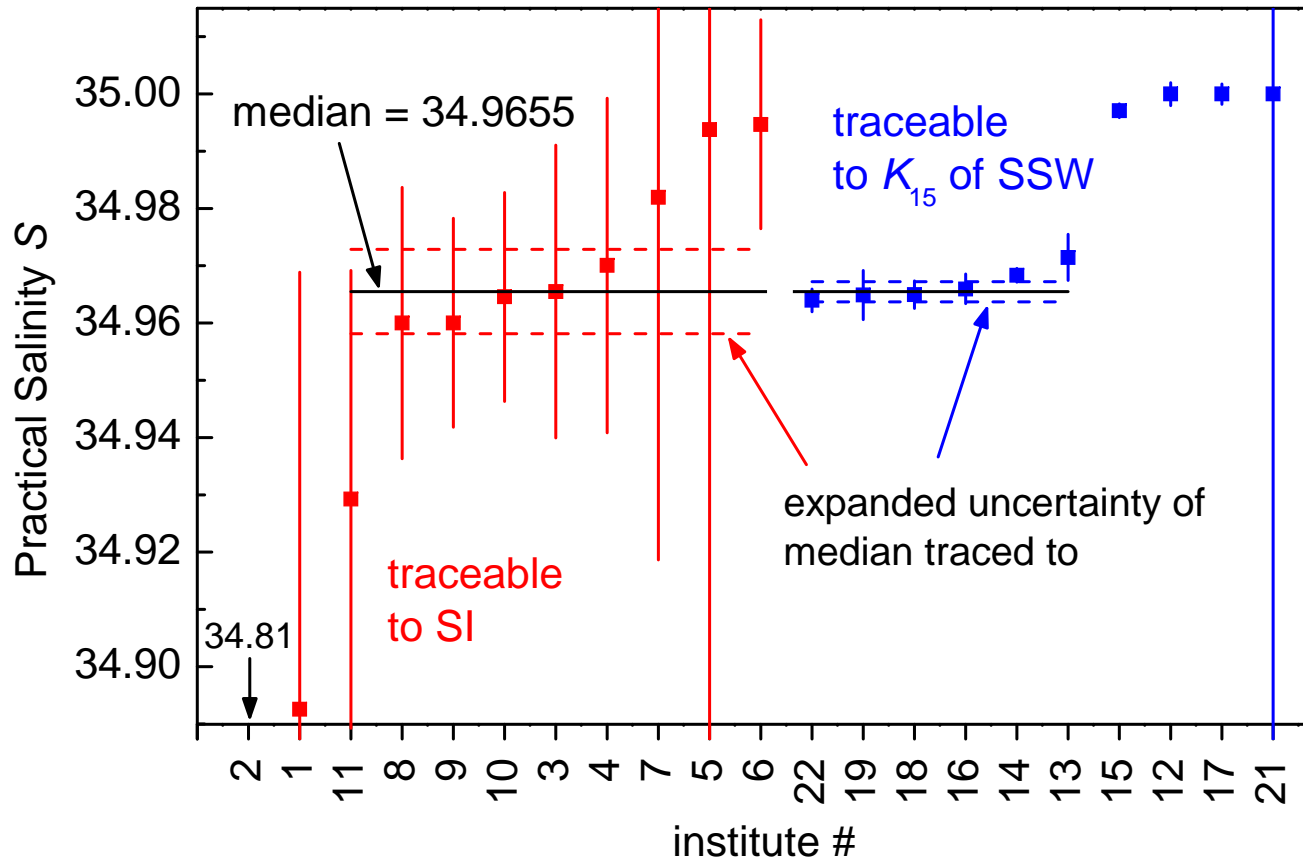 Practical Salinity S
35.00
34.98
34.96
34.94
34.92
34.90
median = 34.9655
traceable
to K15 of SSW
expanded uncertainty of
median traced to
traceable
to SI
34.81
2 1 11 8 9 10 3 4 7 5 6 22 19 18 16 14 13 15 12 17 21
institute #